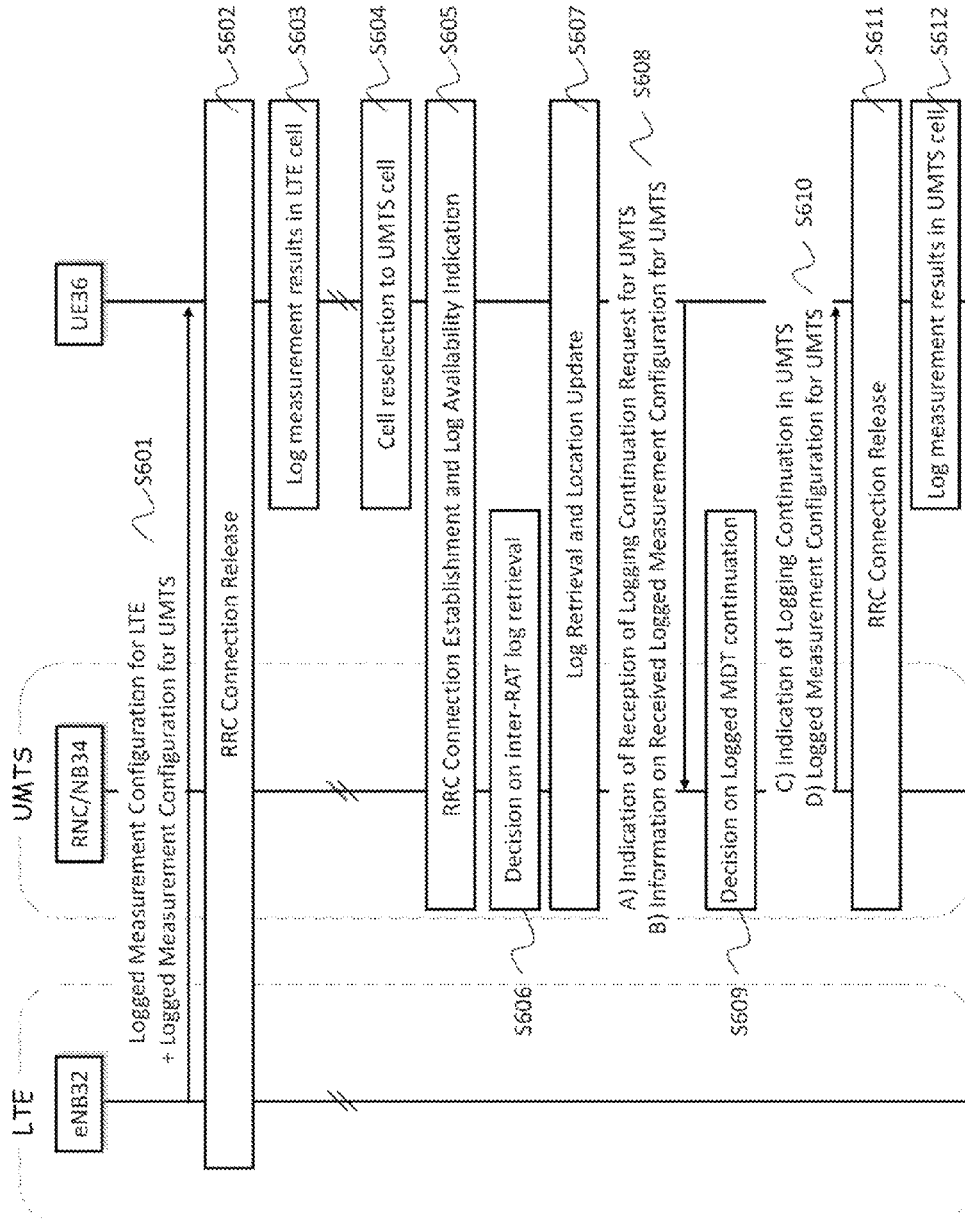 LTE
UMTS
eNB32
RNC/NB34
UE36
Logged Measurement Configuration for LTE
+ Logged Measurement Configuration for UMTS
S601
RRC Connection Release
S602
Log measurement results in LTE cell
S603
Cell reselection to UMTS cell
S604
RRC Connection Establishment and Log Availability Indication
S605
Decision on inter-RAT log retrieval
S606
Log Retrieval and Location Update
S607
A) Indication of Reception of Logging Continuation Request for UMTS
B) Information on Received Logged Measurement Configuration for UMTS
S608
Decision on Logged MDT continuation
S609
C) Indication of Logging Continuation in UMTS
D) Logged Measurement Configuration for UMTS
S610
RRC Connection Release
S611
Log measurement results in UMTS cell
S612